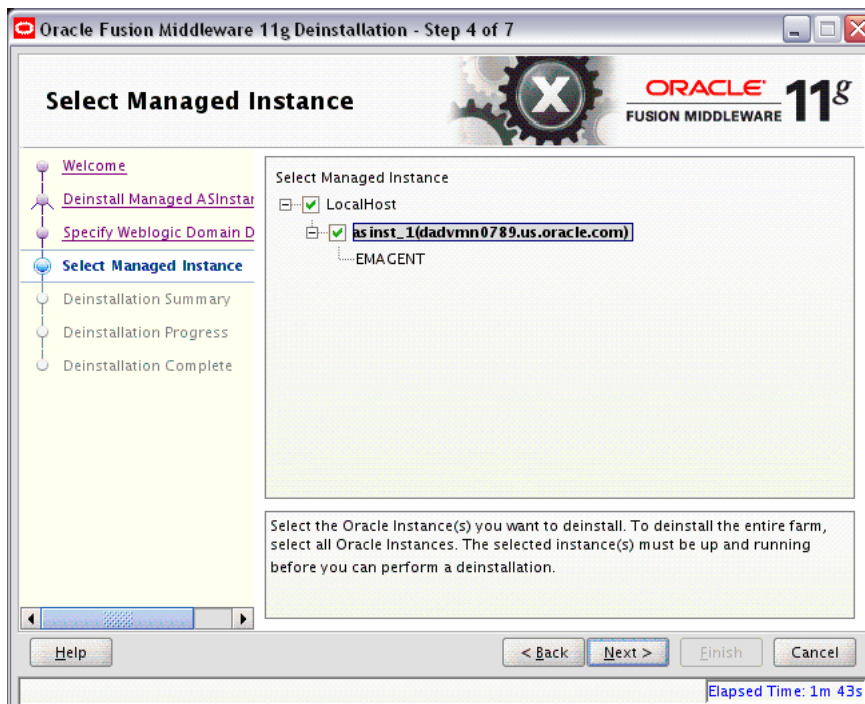 Oracle Fusion Middleware 11g Deinstallation - Step 4 of 7
Select Managed Instance
X
ORACLE
FUSION MIDDLEWARE
11g
Welcome
Deinstall Managed ASInstar
Specify Weblogic Domain D
Select Managed Instance
Deinstallation Summary
Deinstallation Progress
Deinstallation Complete
Select Managed Instance
LocalHost
asinst_1(dadvmn0789.us.oracle.com)
EMAGENT
Select the Oracle Instance(s) you want to deinstall. To deinstall the entire farm,
select all Oracle Instances. The selected instance(s) must be up and running
before you can perform a deinstallation.
Help
< Back
Next >
Finish
Cancel
Elapsed Time: 1m 43s